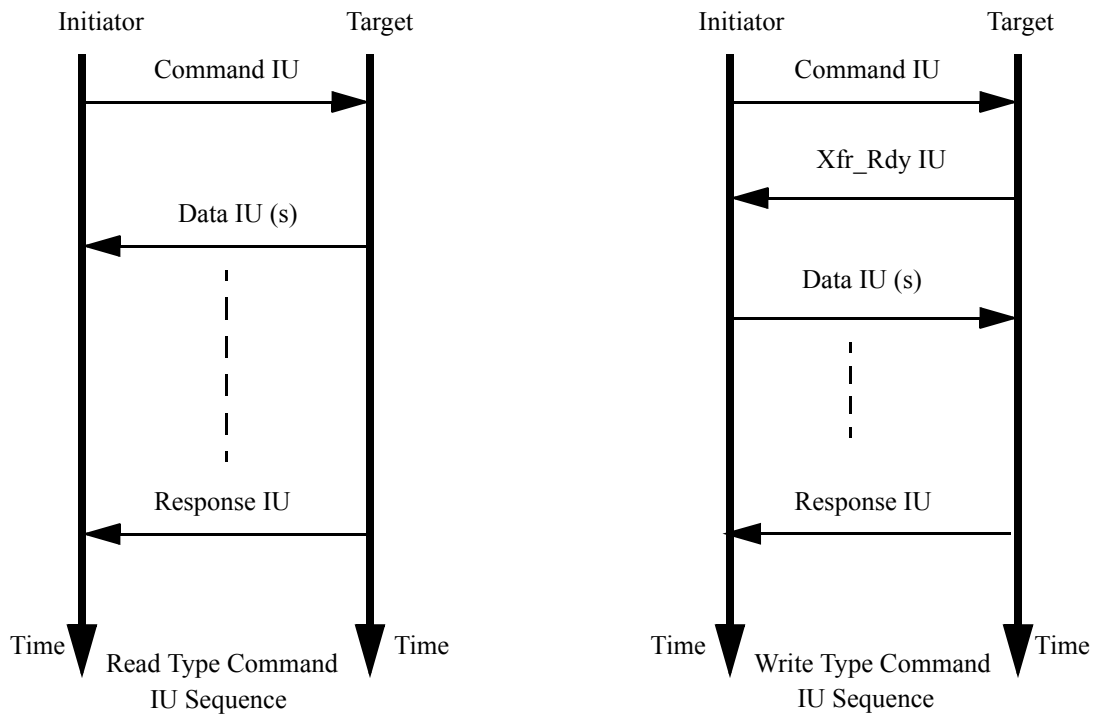 Initiator
Target
Command IU
Data IU (s)
Response IU
Time
Time
Read Type Command
IU Sequence
Initiator
Target
Command IU
Xfr_Rdy IU
Data IU (s)
Response IU
Time
Time
Write Type Command
IU Sequence